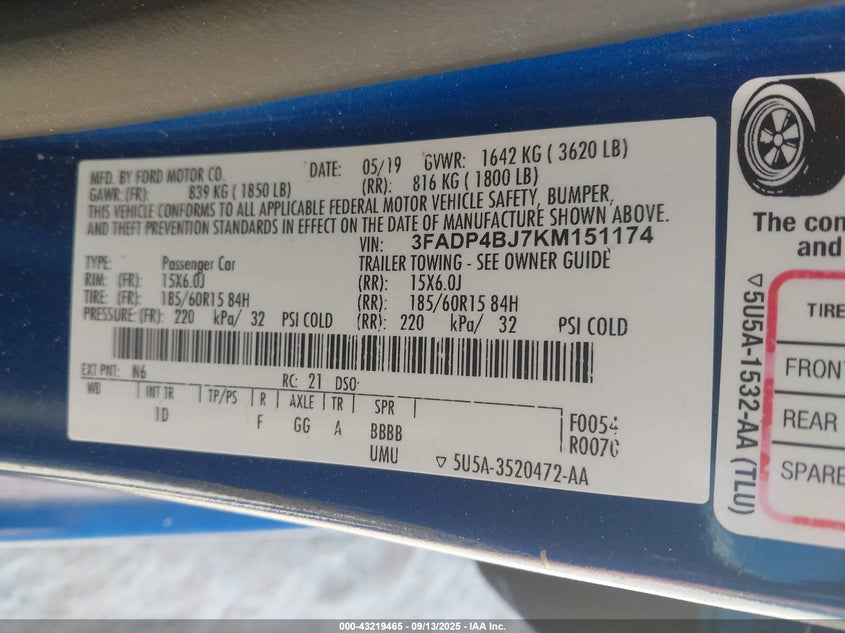 MFD. BY FORD MOTOR CO. DATE: 05/19 GVWR: 1642 KG ( 3620 LB)
GAWR: (FR): 839 KG ( 1850 LB) (RR): 816 KG ( 1800 LB)
THIS VEHICLE CONFORMS TO ALL APPLICABLE FEDERAL MOTOR VEHICLE SAFETY, BUMPER,
AND THEFT PREVENTION STANDARDS IN EFFECT ON THE DATE OF MANUFACTURE SHOWN ABOVE.
VIN: 3FADP4BJ7KM151174
TYPE: Passenger Car TRAILER TOWING - SEE OWNER GUIDE
RIM: (FR): 15X6.0J (RR): 15X6.0J
TIRE: (FR): 185/60R15 84H (RR): 185/60R15 84H
PRESSURE: (FR): 220 kPa/ 32 PSI COLD (RR): 220 kPa/ 32 PSI COLD
EXT PNT: N6 RC: 21 DSO:
WB INT TR TP/PS R AXLE TR SPR
1D F GG A BBBB F0054
UMU R0070
▽ 5U5A-3520472-AA
The com
and
▽5U5A-1532-AA (TLU)
TIRE
FRONT
REAR
SPARE
000-43219465 - 09/13/2025 - IAA Inc.